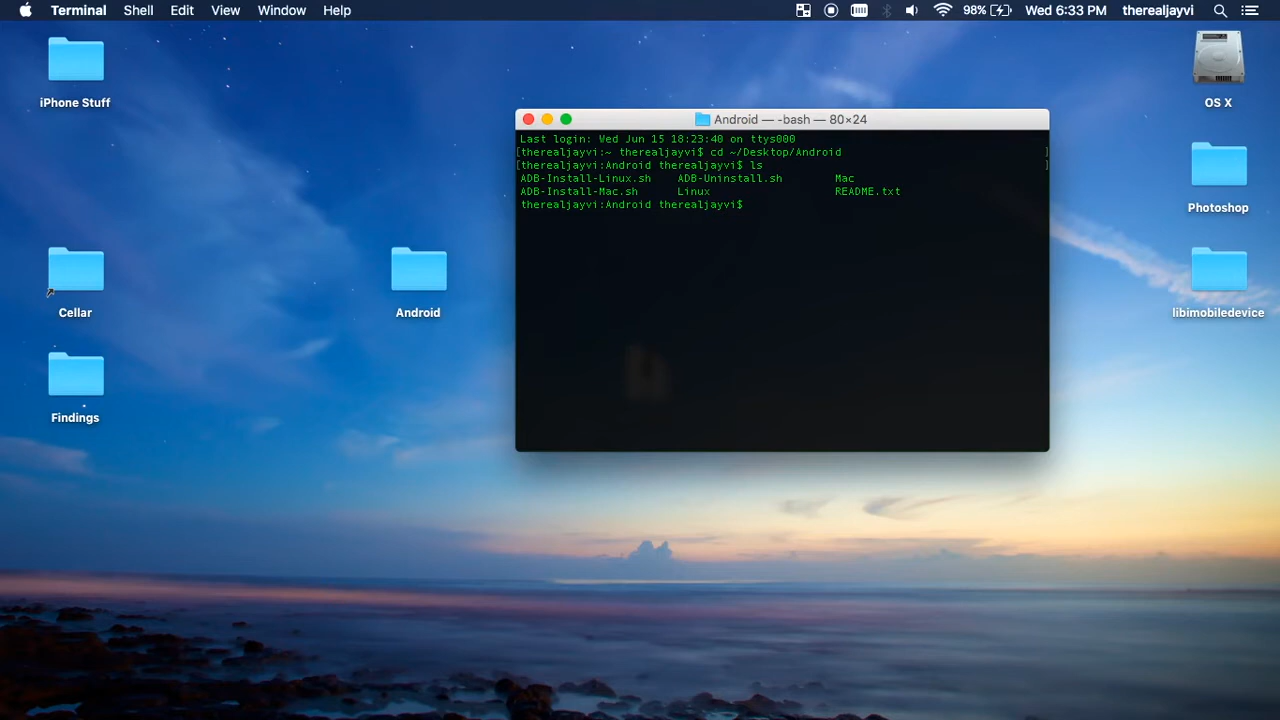 Terminal Shell Edit View Window Help 98% Wed 6:33 PM therealjayvi
iPhone Stuff
OS X
Android — -bash — 80×24
Last login: Wed Jun 15 18:23:40 on ttys000
[therealjayvi:~ therealjayvi$ cd ~/Desktop/Android ]
[therealjayvi:Android therealjayvi$ ls ]
ADB-Install-Linux.sh ADB-Uninstall.sh Mac
ADB-Install-Mac.sh Linux README.txt
therealjayvi:Android therealjayvi$
Photoshop
Cellar
Android
libimobiledevice
Findings